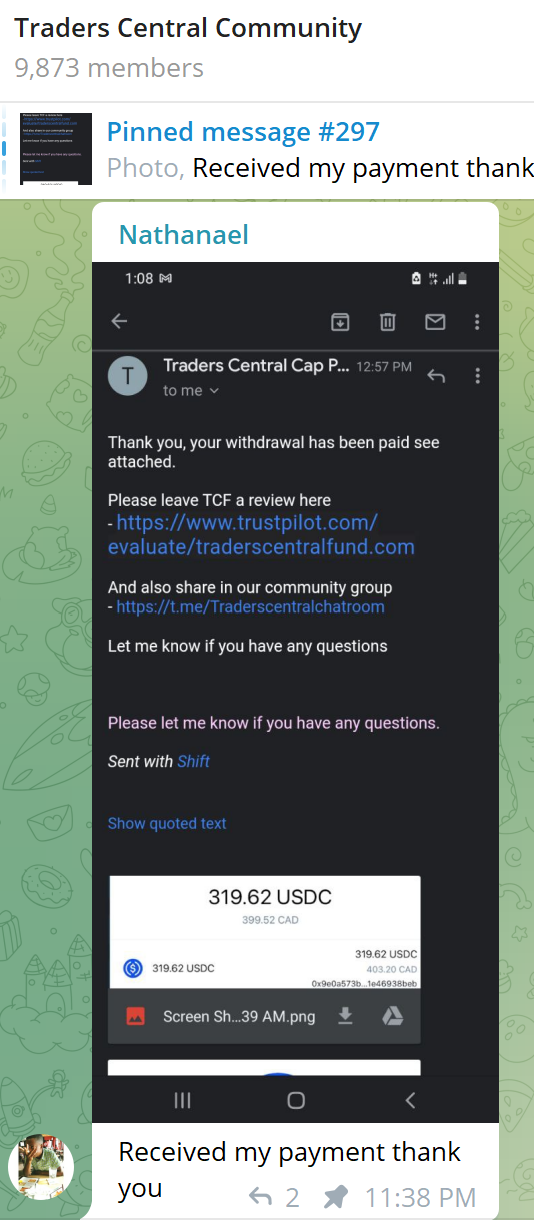 Traders Central Community
9,873 members
Pinned message #297
Photo, Received my payment thank
Nathanael
1:08
Traders Central Cap P... 12:57 PM
T
to me
Thank you, your withdrawal has been paid see
attached.
Please leave TCF a review here
- https://www.trustpilot.com/
evaluate/traderscentralfund.com
And also share in our community group
- https://t.me/Traderscentralchatroom
Let me know if you have any questions
Please let me know if you have any questions.
Sent with Shift
Show quoted text
319.62 USDC
399.52 CAD
319.62 USDC
319.62 USDC
403.20 CAD
0x9e0a573b...1e46938beb
Screen Sh...39 AM.png
Received my payment thank
you
2 11:38 PM